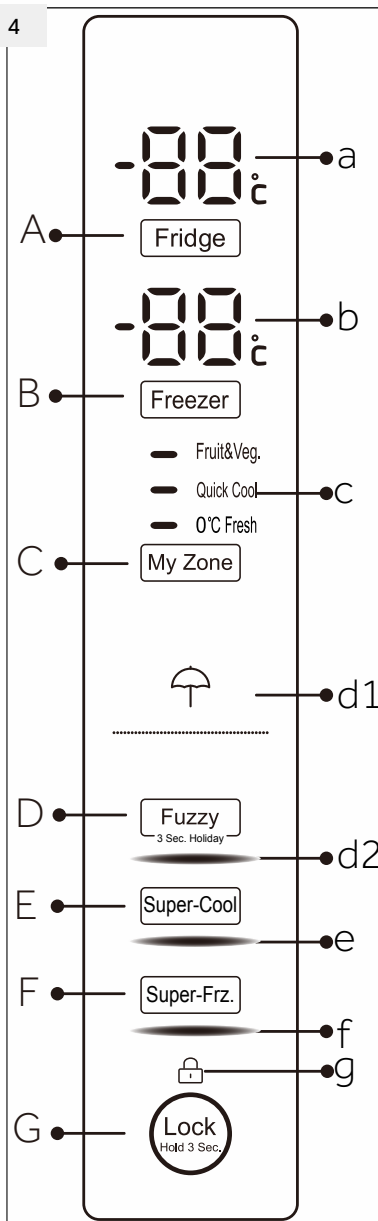 4
-88°C
a
A
Fridge
-88°C
b
B
Freezer
Fruit&Veg.
Quick Cool
c
0°C Fresh
C
My Zone
d1
D
Fuzzy
3 Sec. Holiday
d2
E
Super-Cool
e
F
Super-Frz.
f
g
G
Lock
Hold 3 Sec.